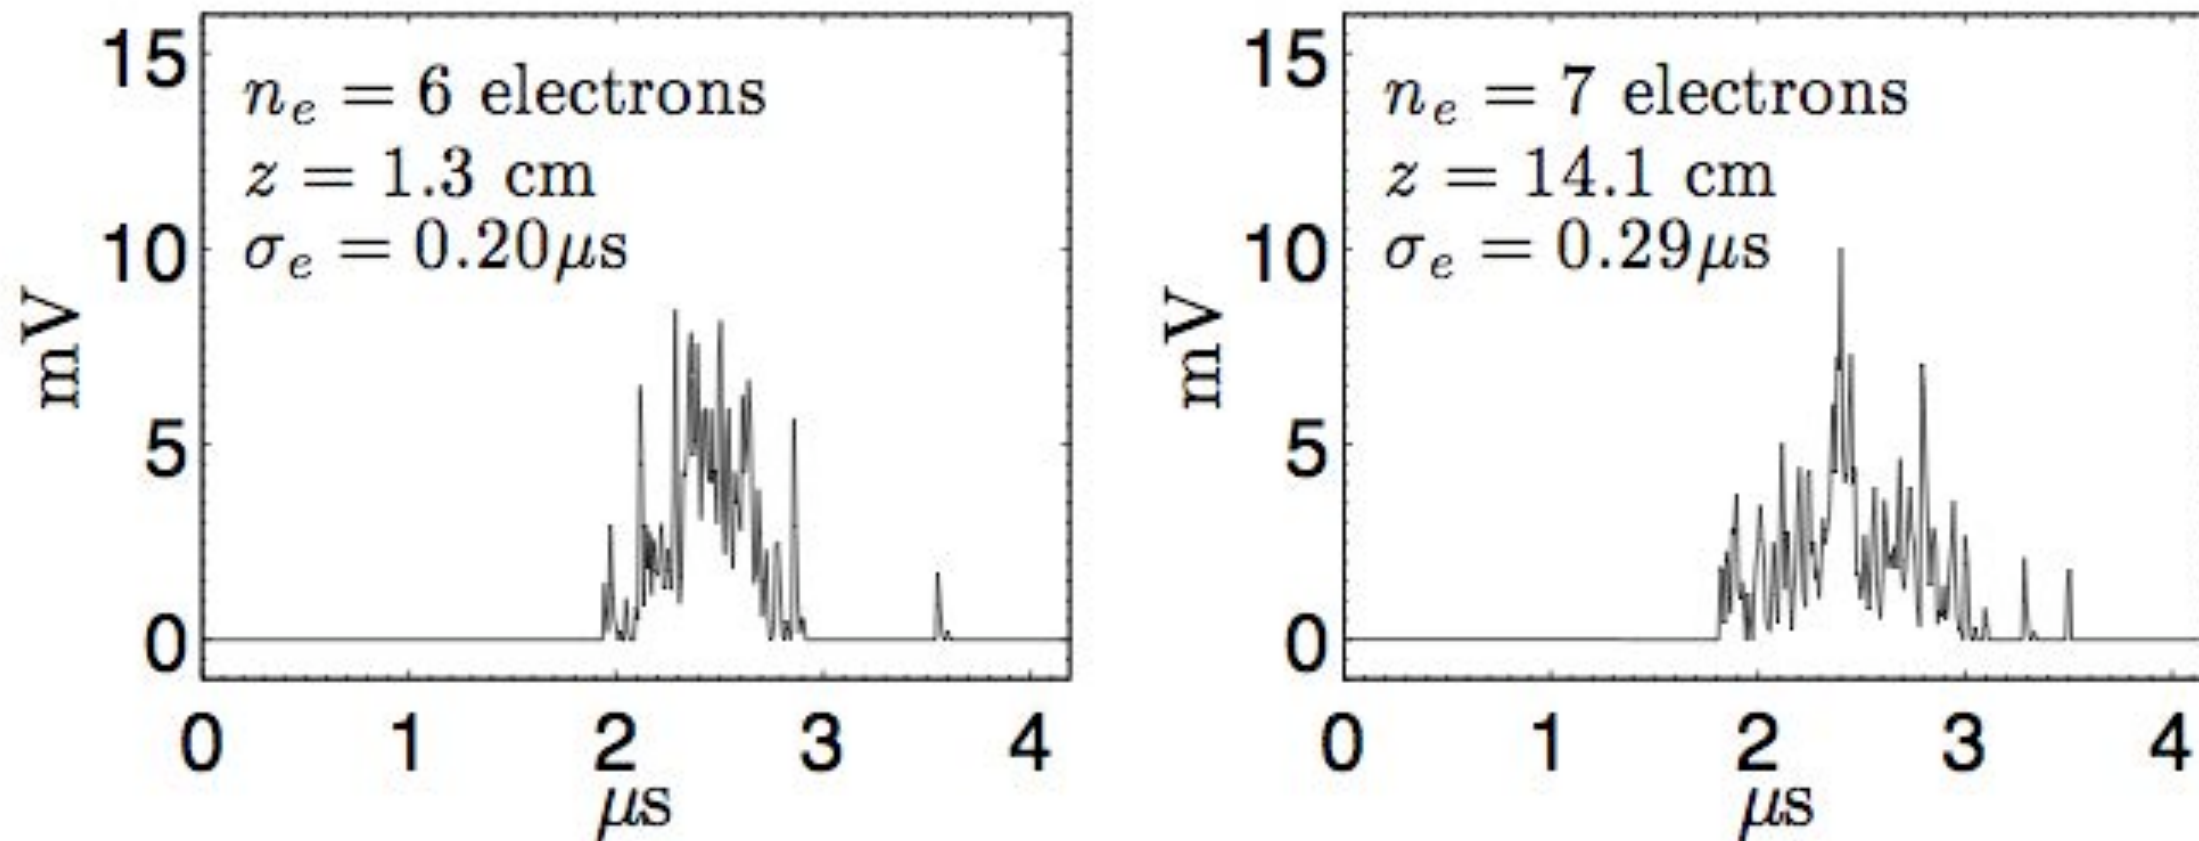 15
10
5
0
mV
n_e = 6 electrons
z = 1.3 cm
σ_e = 0.20μs
0 1 2 3 4
μs
15
10
5
0
mV
n_e = 7 electrons
z = 14.1 cm
σ_e = 0.29μs
0 1 2 3 4
μs